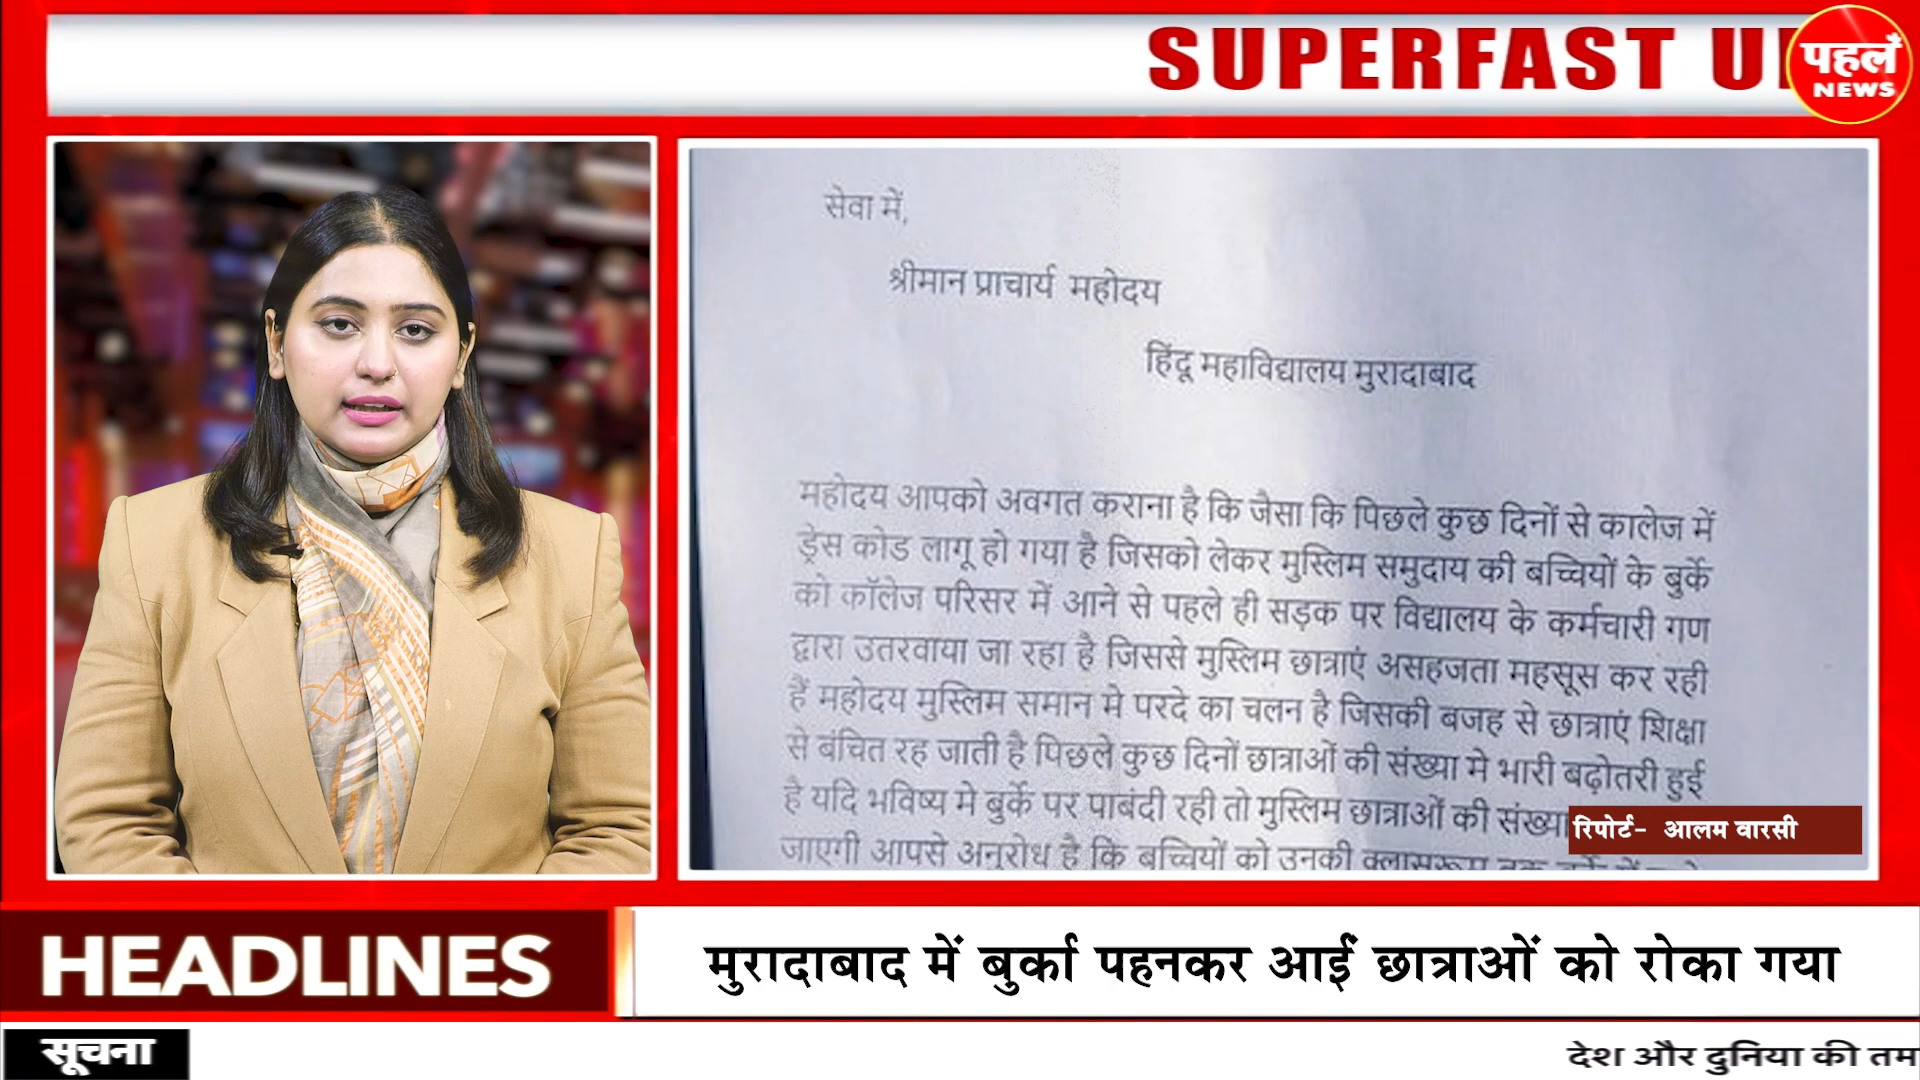 SUPERFAST U
पहल
NEWS
सेवा में,
श्रीमान प्राचार्य महोदय
हिंदू महाविद्यालय मुरादाबाद
महोदय आपको अवगत कराना है कि जैसा कि पिछले कुछ दिनों से कालेज में
ड्रेस कोड लागू हो गया है जिसको लेकर मुस्लिम समुदाय की बच्चियों के बुर्के
को कॉलेज परिसर में आने से पहले ही सड़क पर विद्यालय के कर्मचारी गण
द्वारा उतरवाया जा रहा है जिससे मुस्लिम छात्राएं असहजता महसूस कर रही
हैं महोदय मुस्लिम समान मे परदे का चलन है जिसकी बजह से छात्राएं शिक्षा
से बंचित रह जाती है पिछले कुछ दिनों छात्राओं की संख्या मे भारी बढ़ोतरी हुई
है यदि भविष्य मे बुर्के पर पाबंदी रही तो मुस्लिम छात्राओं की संख्या
जाएगी आपसे अनुरोध है कि बच्चियों को उनकी
रिपोर्ट- आलम वारसी
HEADLINES
मुरादाबाद में बुर्का पहनकर आई छात्राओं को रोका गया
सूचना
देश और दुनिया की तम